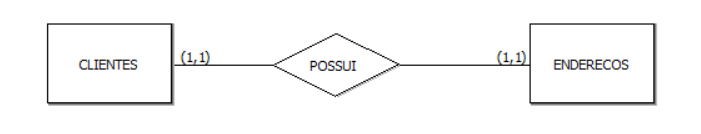 CLIENTES (1,1) POSSUI (1,1) ENDERECOS